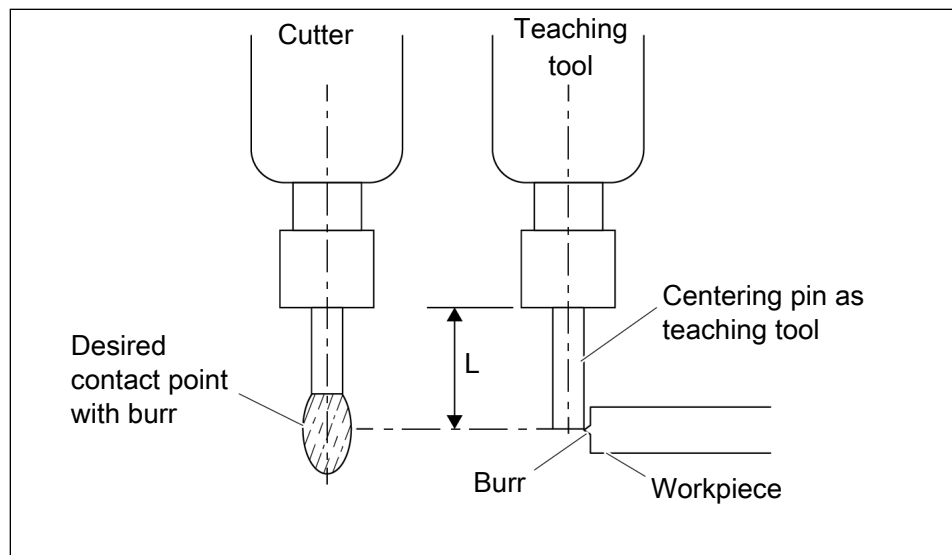 Cutter
Teaching
tool
Centering pin as
teaching tool
L
Desired
contact point
with burr
Burr
Workpiece